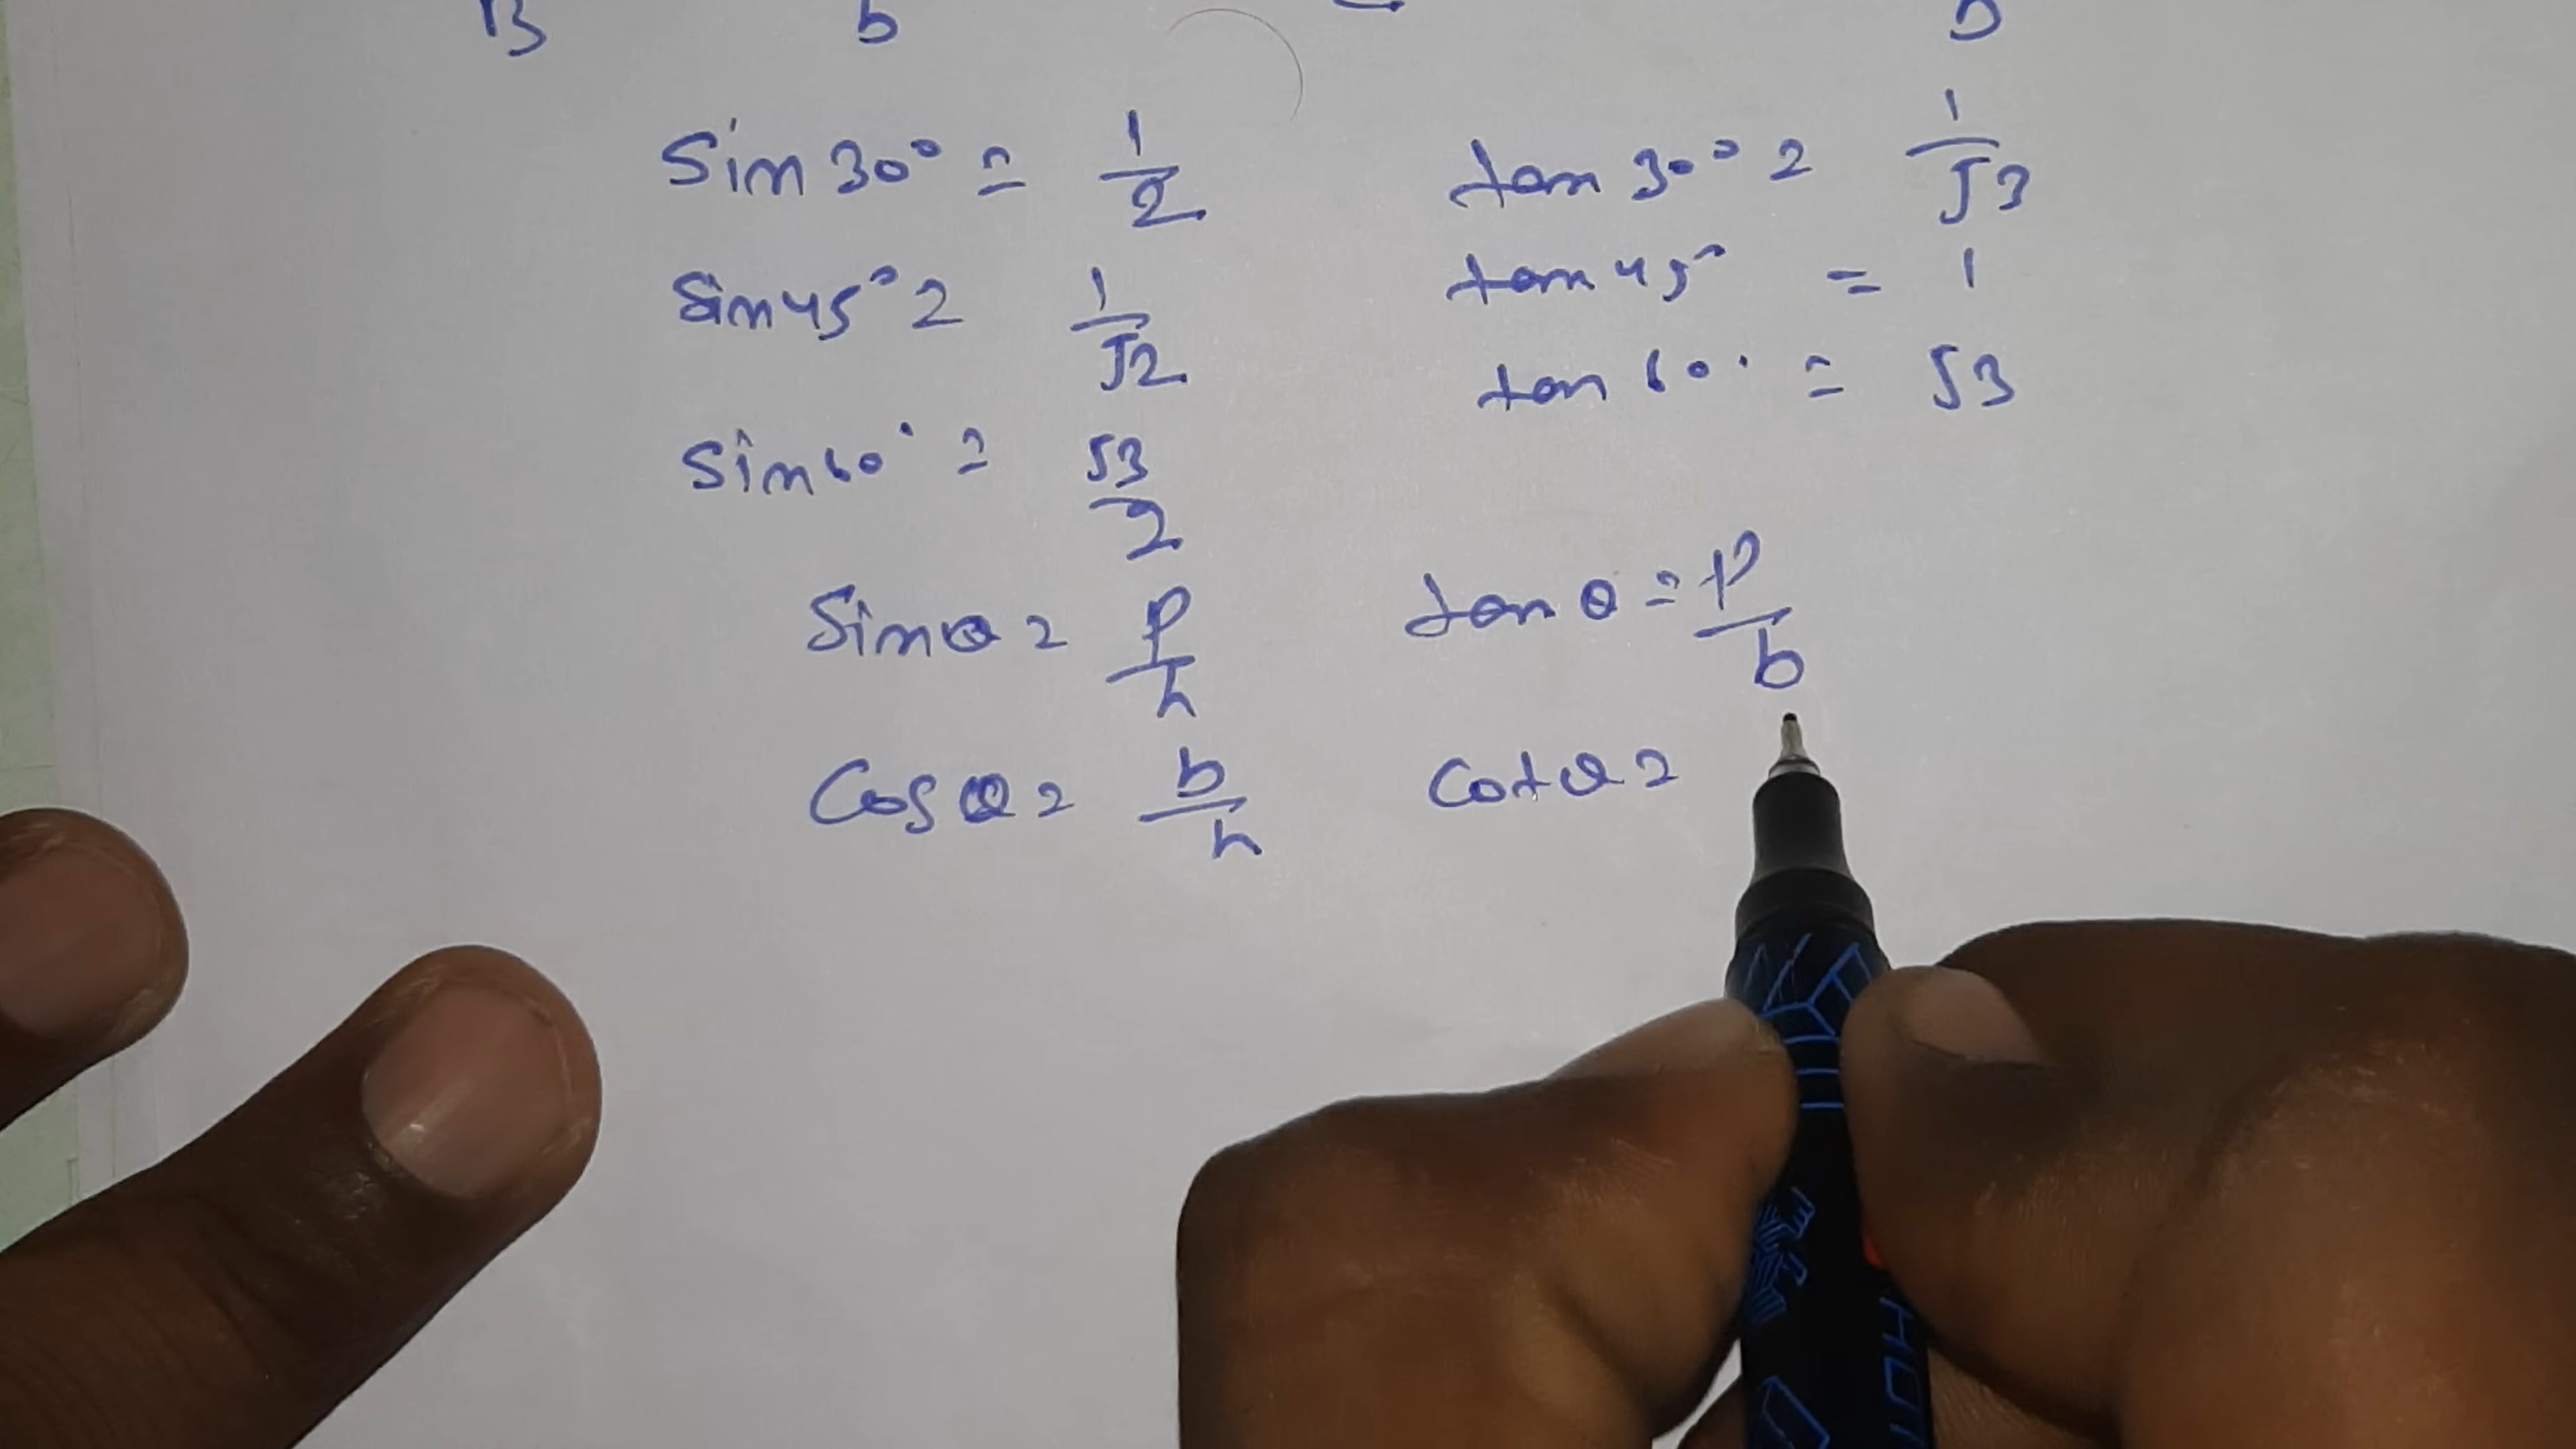 B b b
Sin 30° = 1/2
Sin 45° = 1/√2
Sin 60° = √3/2
Sin θ = p/h
Cos θ = b/h
tan 30° = 1/√3
tan 45° = 1
tan 60° = √3
tan θ = P/b
Cot θ =
HOT